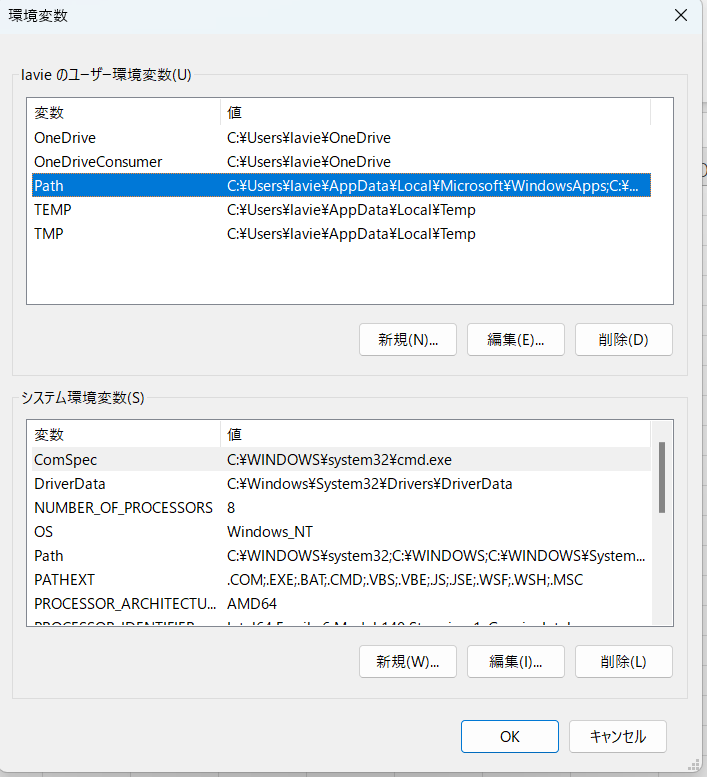 環境変数
lavie のユーザー環境変数(U)
変数 値
OneDrive C:¥Users¥lavie¥OneDrive
OneDriveConsumer C:¥Users¥lavie¥OneDrive
Path C:¥Users¥lavie¥AppData¥Local¥Microsoft¥WindowsApps;C:¥...
TEMP C:¥Users¥lavie¥AppData¥Local¥Temp
TMP C:¥Users¥lavie¥AppData¥Local¥Temp
新規(N)... 編集(E)... 削除(D)
システム環境変数(S)
変数 値
ComSpec C:¥WINDOWS¥system32¥cmd.exe
DriverData C:¥Windows¥System32¥Drivers¥DriverData
NUMBER_OF_PROCESSORS 8
OS Windows_NT
Path C:¥WINDOWS¥system32;C:¥WINDOWS;C:¥WINDOWS¥System...
PATHEXT .COM;.EXE;.BAT;.CMD;.VBS;.VBE;.JS;.JSE;.WSF;.WSH;.MSC
PROCESSOR_ARCHITECTU... AMD64
PROCESSOR_IDENTIFIER
新規(W)... 編集(I)... 削除(L)
OK キャンセル